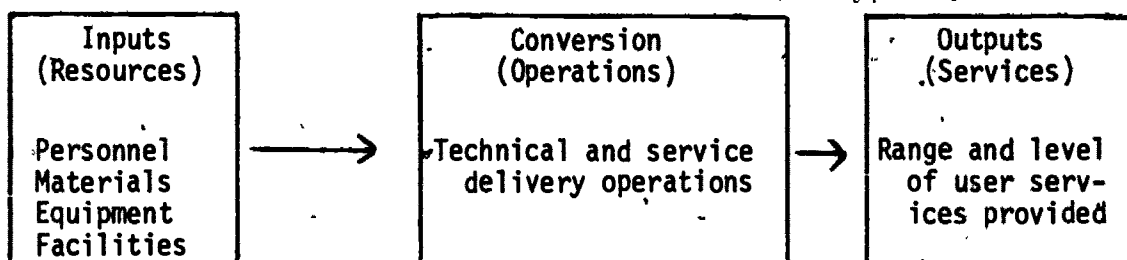 Inputs
(Resources)
Personnel
Materials
Equipment
Facilities
Conversion
(Operations)
Technical and service
delivery operations
Outputs
(Services)
Range and level
of user serv-
ices provided